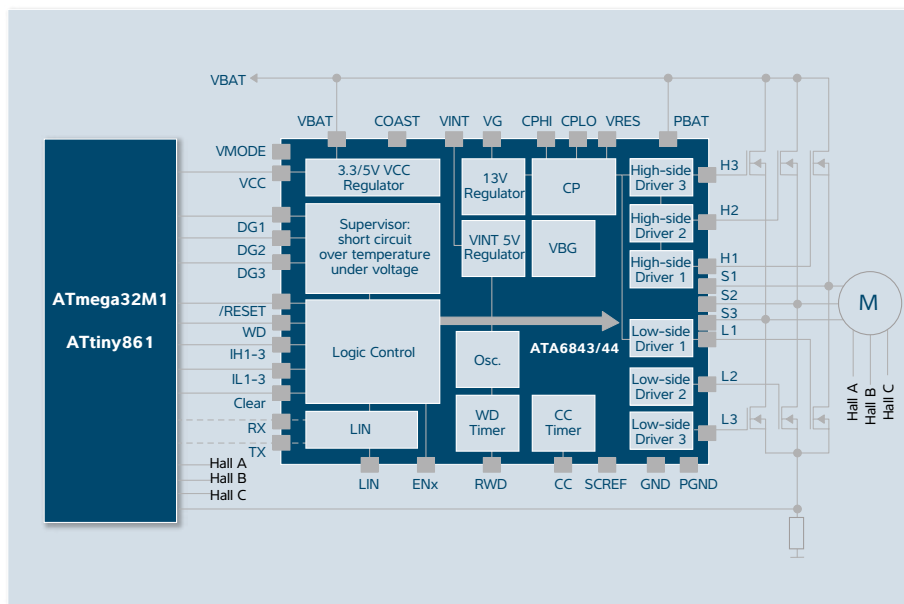 VBAT
VBAT
COAST
VINT
VG
CPHI
CPLO
VRES
PBAT
VMODE
VCC
DG1
DG2
DG3
/RESET
WD
IH1-3
IL1-3
Clear
RX
TX
Hall A
Hall B
Hall C
ATmega32M1
ATtiny861
3.3/5V VCC
Regulator
Supervisor:
short circuit
over temperature
under voltage
Logic Control
LIN
13V
Regulator
VINT 5V
Regulator
CP
VBG
Osc.
WD
Timer
CC
Timer
ATA6843/44
High-side
Driver 3
High-side
Driver 2
High-side
Driver 1
Low-side
Driver 1
Low-side
Driver 2
Low-side
Driver 3
H3
H2
H1
S1
S2
S3
L1
L2
L3
M
Hall A
Hall B
Hall C
LIN
ENx
RWD
CC
SCREF
GND
PGND